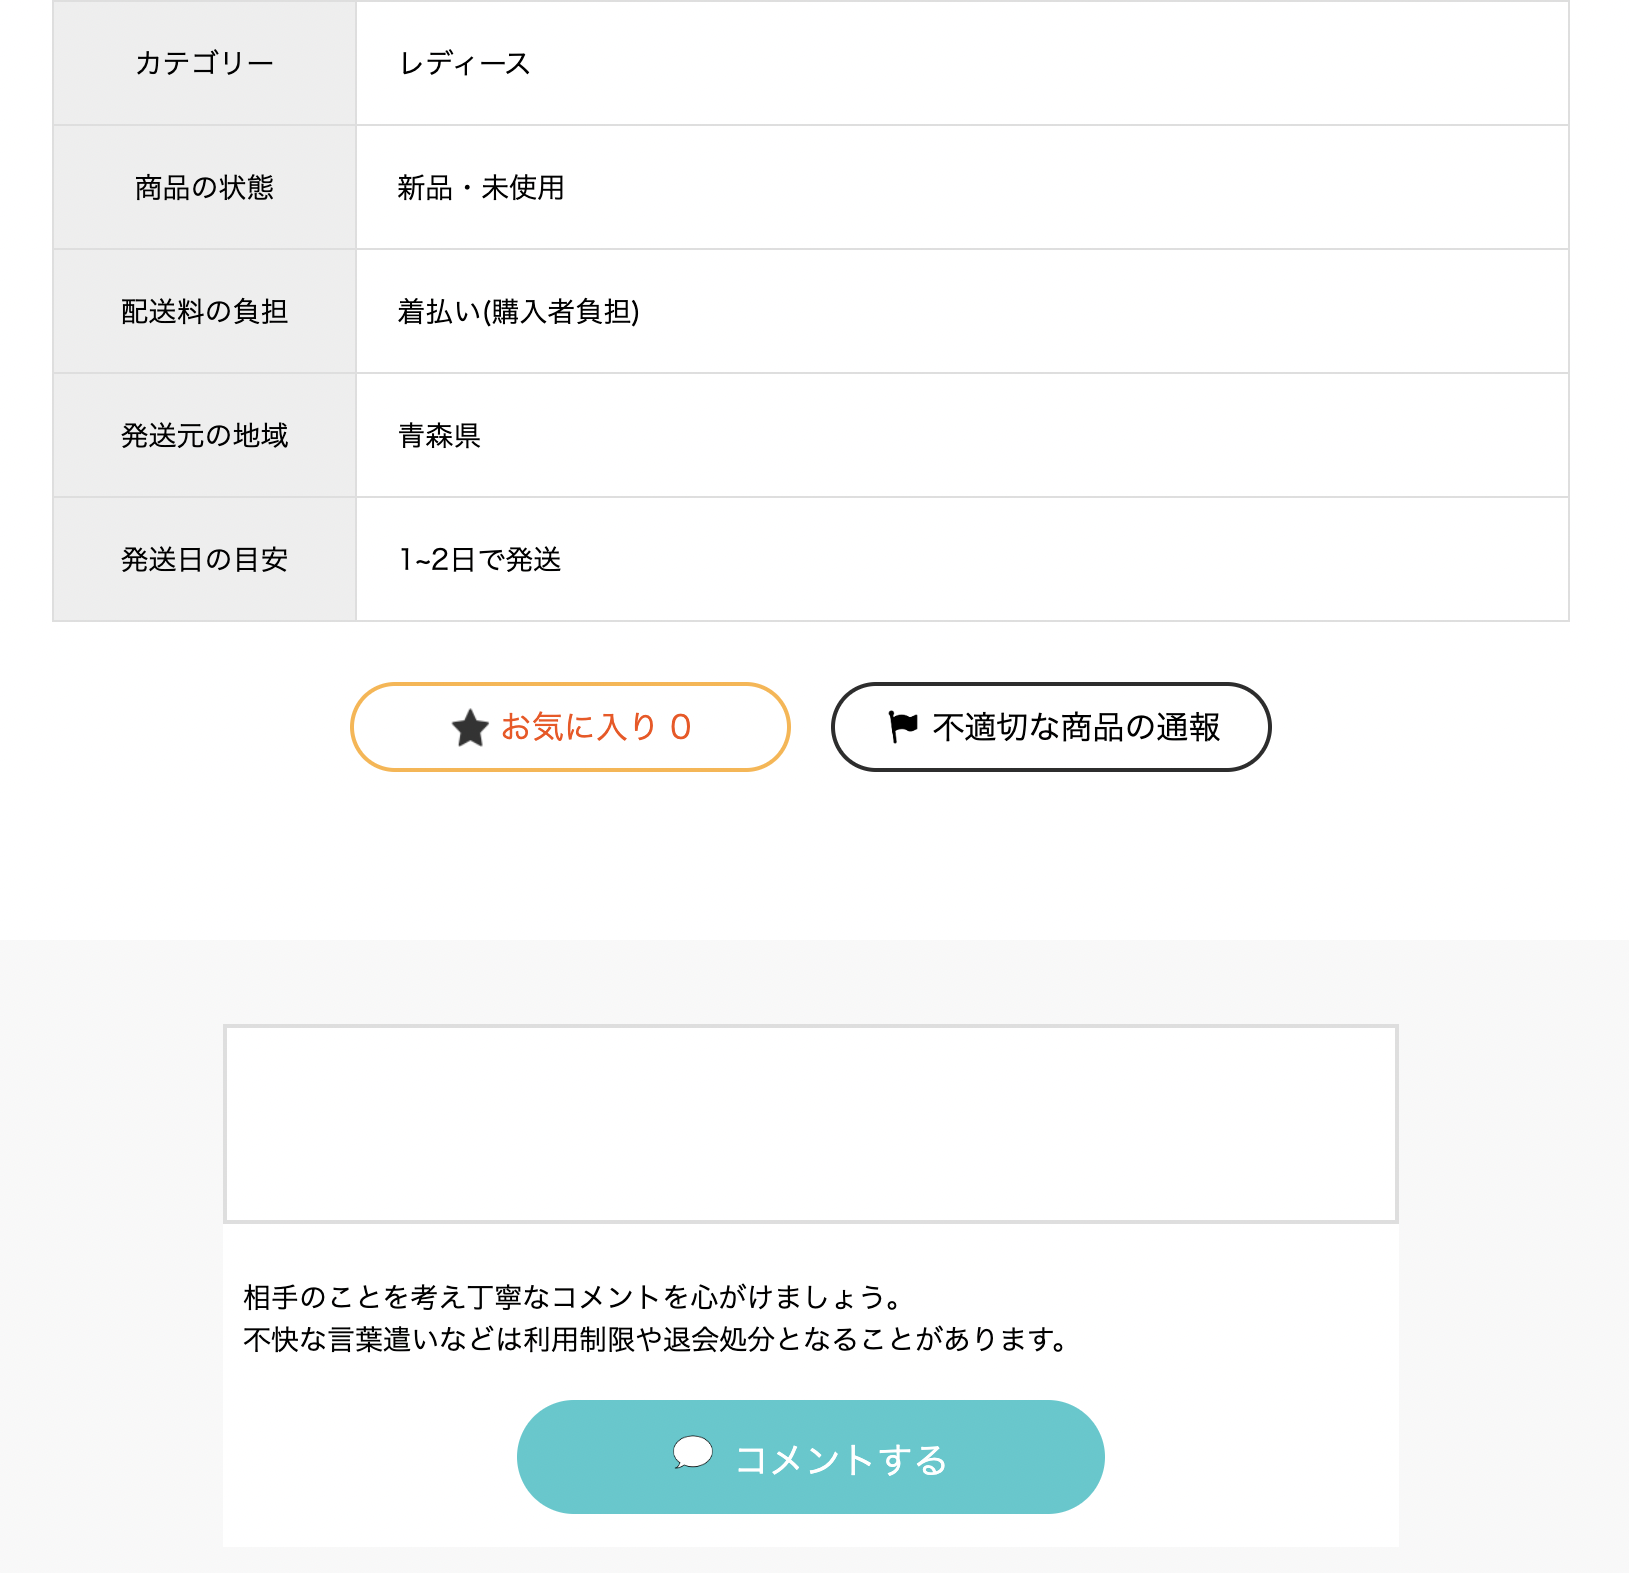 カテゴリー レディース
商品の状態 新品・未使用
配送料の負担 着払い(購入者負担)
発送元の地域 青森県
発送日の目安 1~2日で発送
お気に入り 0 不適切な商品の通報
相手のことを考え丁寧なコメントを心がけましょう。
不快な言葉遣いなどは利用制限や退会処分となることがあります。
コメントする